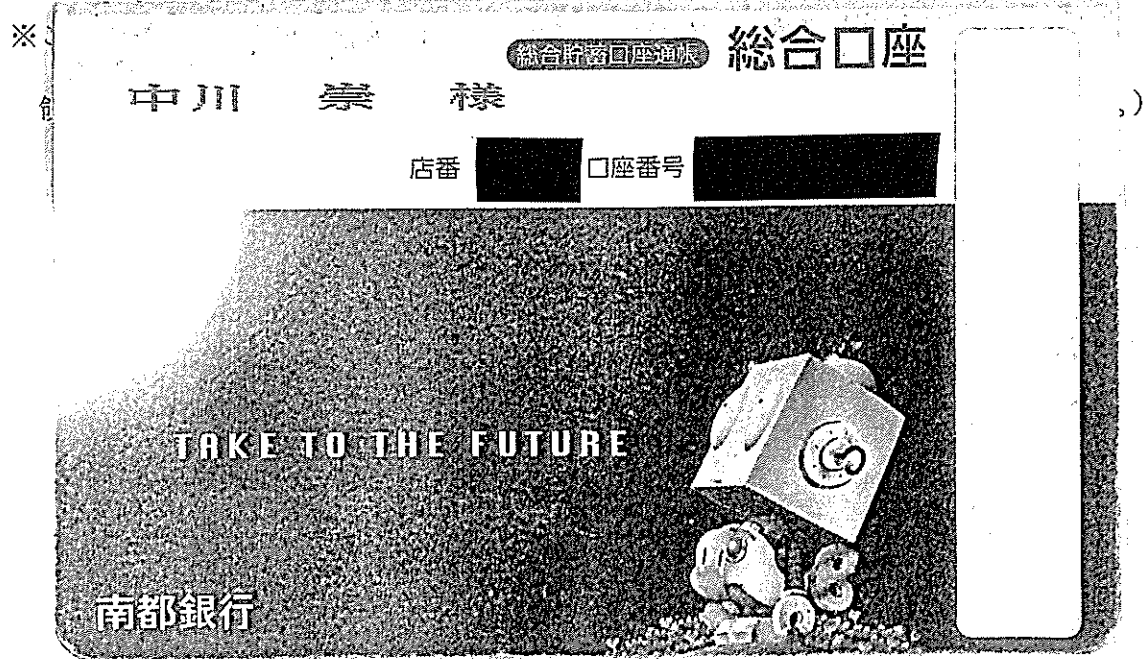 ※
総合貯蓄口座通帳 総合口座
中川 崇 様
店番 口座番号
TAKE TO THE FUTURE
南都銀行